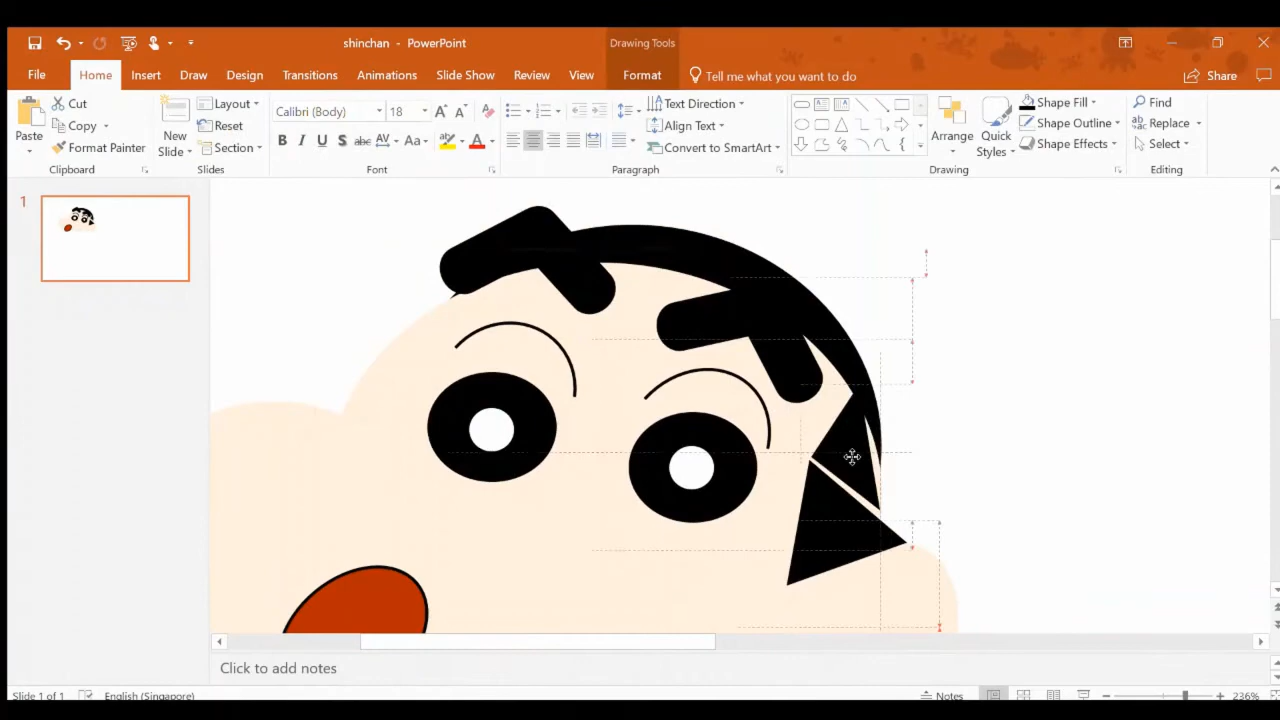 shinchan - PowerPoint
Drawing Tools
File Home Insert Draw Design Transitions Animations Slide Show Review View Format Tell me what you want to do Share
Paste
Cut
Copy
Format Painter
Clipboard
New Slide
Layout
Reset
Section
Slides
Calibri (Body) 18
B I U S abc AV Aa A
Font
Text Direction
Align Text
Convert to SmartArt
Paragraph
Arrange
Quick Styles
Shape Fill
Shape Outline
Shape Effects
Drawing
Find
Replace
Select
Editing
1
Click to add notes
Slide 1 of 1 English (Singapore) Notes 236%